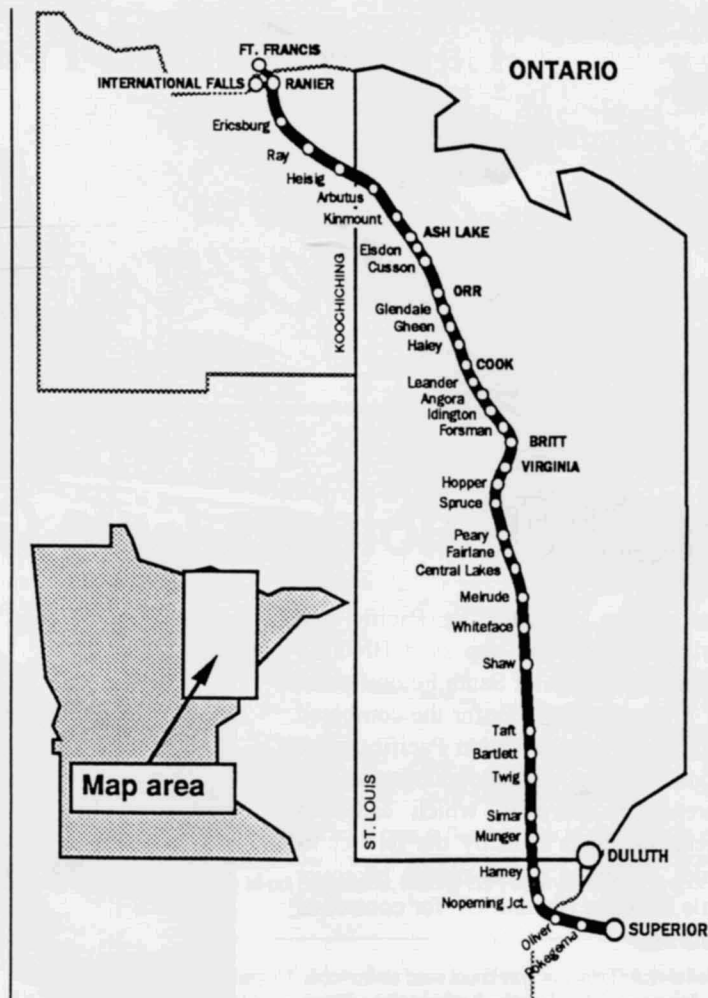 FT. FRANCIS
ONTARIO
INTERNATIONAL FALLS
RANIER
Ericsburg
Ray
Heisig
Arbutus
Kinmount
ASH LAKE
Elsdon
Cusson
ORR
KOOCHICHING
Glendale
Gheen
Haley
COOK
Leander
Angora
Idington
Forsman
BRITT
VIRGINIA
Hopper
Spruce
Peary
Fairlane
Central Lakes
Melrude
Whiteface
Shaw
Taft
Bartlett
Twig
Map area
ST. LOUIS
Simar
Munger
DULUTH
Harney
Nopeming Jct.
Oliver
Pokegama
SUPERIOR